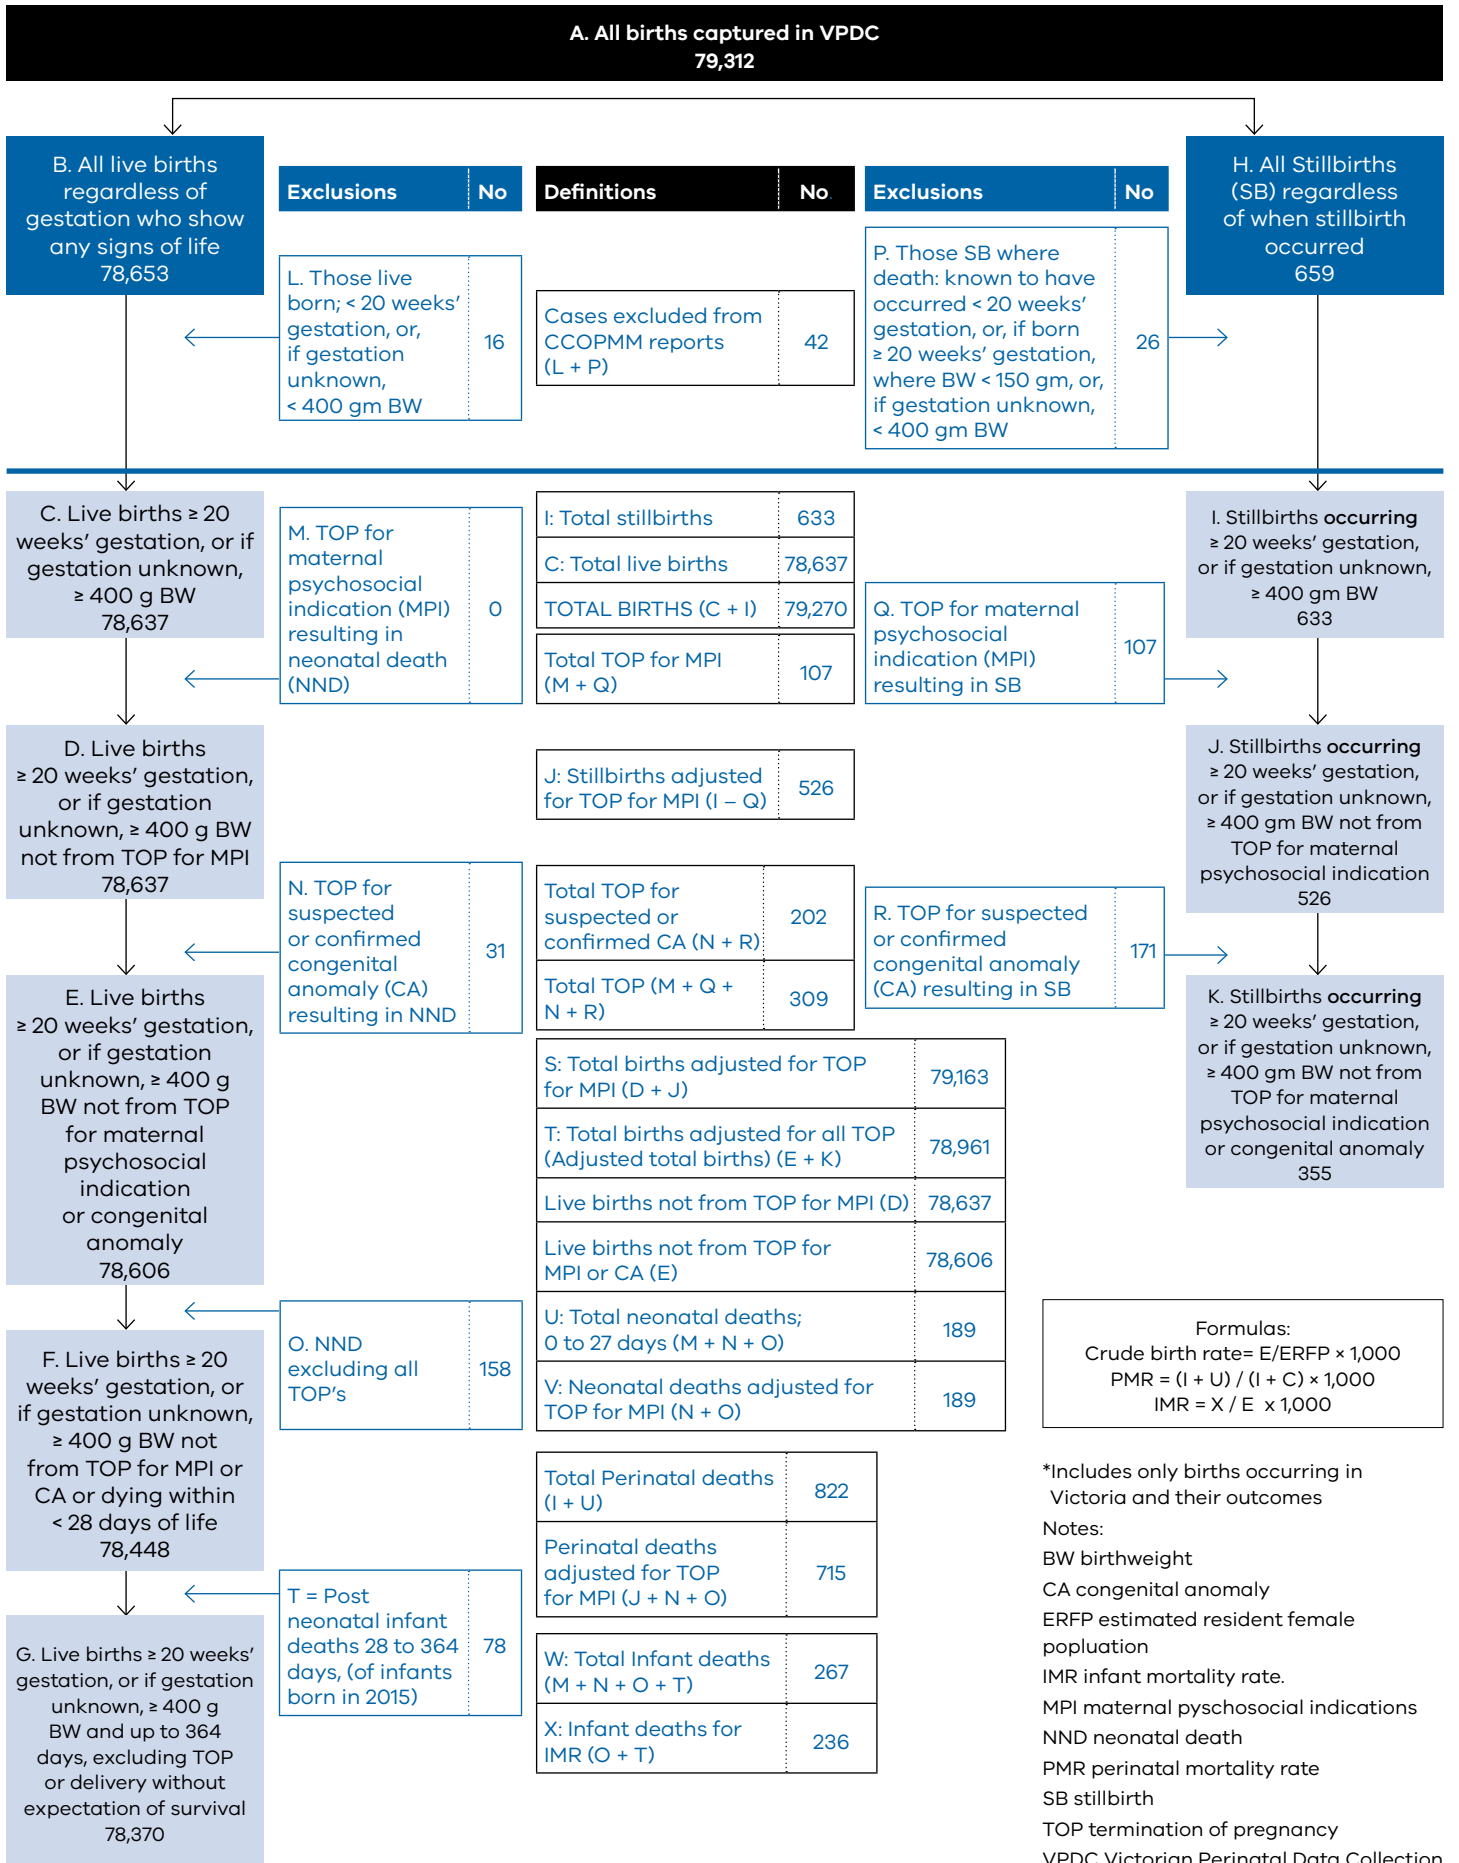 A. All births captured in VPDC
79,312
B. All live births
regardless of
gestation who show
any signs of life
78,653
Exclusions No
L. Those live
born; < 20 weeks’
gestation, or,
if gestation
unknown,
< 400 gm BW
16
Definitions No.
Cases excluded from
CCOPMM reports
(L + P)
42
Exclusions No
P. Those SB where
death: known to have
occurred < 20 weeks’
gestation, or, if born
≥ 20 weeks’ gestation,
where BW < 150 gm, or,
if gestation unknown,
< 400 gm BW
26
H. All Stillbirths
(SB) regardless
of when stillbirth
occurred
659
C. Live births ≥ 20
weeks’ gestation, or if
gestation unknown,
≥ 400 g BW
78,637
M. TOP for
maternal
psychosocial
indication (MPI)
resulting in
neonatal death
(NND)
0
I: Total stillbirths 633
C: Total live births 78,637
TOTAL BIRTHS (C + I) 79,270
Total TOP for MPI
(M + Q)
107
Q. TOP for maternal
psychosocial
indication (MPI)
resulting in SB
107
I. Stillbirths occurring
≥ 20 weeks’ gestation,
or if gestation unknown,
≥ 400 gm BW
633
D. Live births
≥ 20 weeks’ gestation,
or if gestation
unknown, ≥ 400 g BW
not from TOP for MPI
78,637
J: Stillbirths adjusted
for TOP for MPI (I – Q)
526
J. Stillbirths occurring
≥ 20 weeks’ gestation,
or if gestation unknown,
≥ 400 gm BW not from
TOP for maternal
psychosocial indication
526
N. TOP for
suspected
or confirmed
congenital
anomaly (CA)
resulting in NND
31
Total TOP for
suspected or
confirmed CA (N + R)
202
Total TOP (M + Q +
N + R)
309
R. TOP for suspected
or confirmed
congenital anomaly
(CA) resulting in SB
171
E. Live births
≥ 20 weeks’ gestation,
or if gestation
unknown, ≥ 400 g
BW not from TOP
for maternal
psychosocial
indication
or congenital
anomaly
78,606
K. Stillbirths occurring
≥ 20 weeks’ gestation,
or if gestation unknown,
≥ 400 gm BW not from
TOP for maternal
psychosocial indication
or congenital anomaly
355
S: Total births adjusted for TOP
for MPI (D + J)
79,163
T: Total births adjusted for all TOP
(Adjusted total births) (E + K)
78,961
Live births not from TOP for MPI (D) 78,637
Live births not from TOP for
MPI or CA (E)
78,606
U: Total neonatal deaths;
0 to 27 days (M + N + O)
189
V: Neonatal deaths adjusted for
TOP for MPI (N + O)
189
O. NND
excluding all
TOP’s
158
F. Live births ≥ 20
weeks’ gestation, or
if gestation unknown,
≥ 400 g BW not
from TOP for MPI or
CA or dying within
< 28 days of life
78,448
Total Perinatal deaths
(I + U)
822
Perinatal deaths
adjusted for TOP
for MPI (J + N + O)
715
T = Post
neonatal infant
deaths 28 to 364
days, (of infants
born in 2015)
78
G. Live births ≥ 20 weeks’
gestation, or if gestation
unknown, ≥ 400 g
BW and up to 364
days, excluding TOP
or delivery without
expectation of survival
78,370
W: Total Infant deaths
(M + N + O + T)
267
X: Infant deaths for
IMR (O + T)
236
Formulas:
Crude birth rate= E/ERFP × 1,000
PMR = (I + U) / (I + C) × 1,000
IMR = X / E x 1,000
*Includes only births occurring in
Victoria and their outcomes
Notes:
BW birthweight
CA congenital anomaly
ERFP estimated resident female
popluation
IMR infant mortality rate.
MPI maternal pyschosocial indications
NND neonatal death
PMR perinatal mortality rate
SB stillbirth
TOP termination of pregnancy
VPDC Victorian Perinatal Data Collection